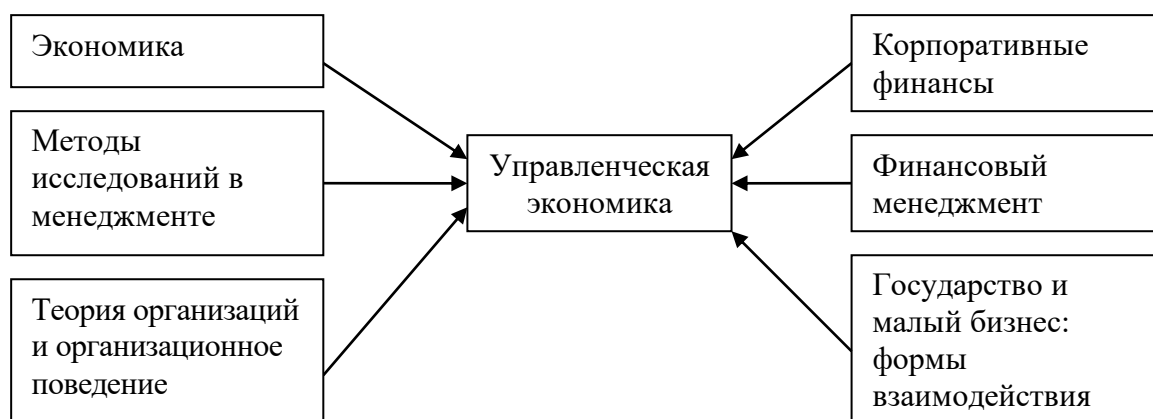 Экономика
Методы
исследований в
менеджменте
Теория организаций
и организационное
поведение
Управленческая
экономика
Корпоративные
финансы
Финансовый
менеджмент
Государство и
малый бизнес:
формы
взаимодействия